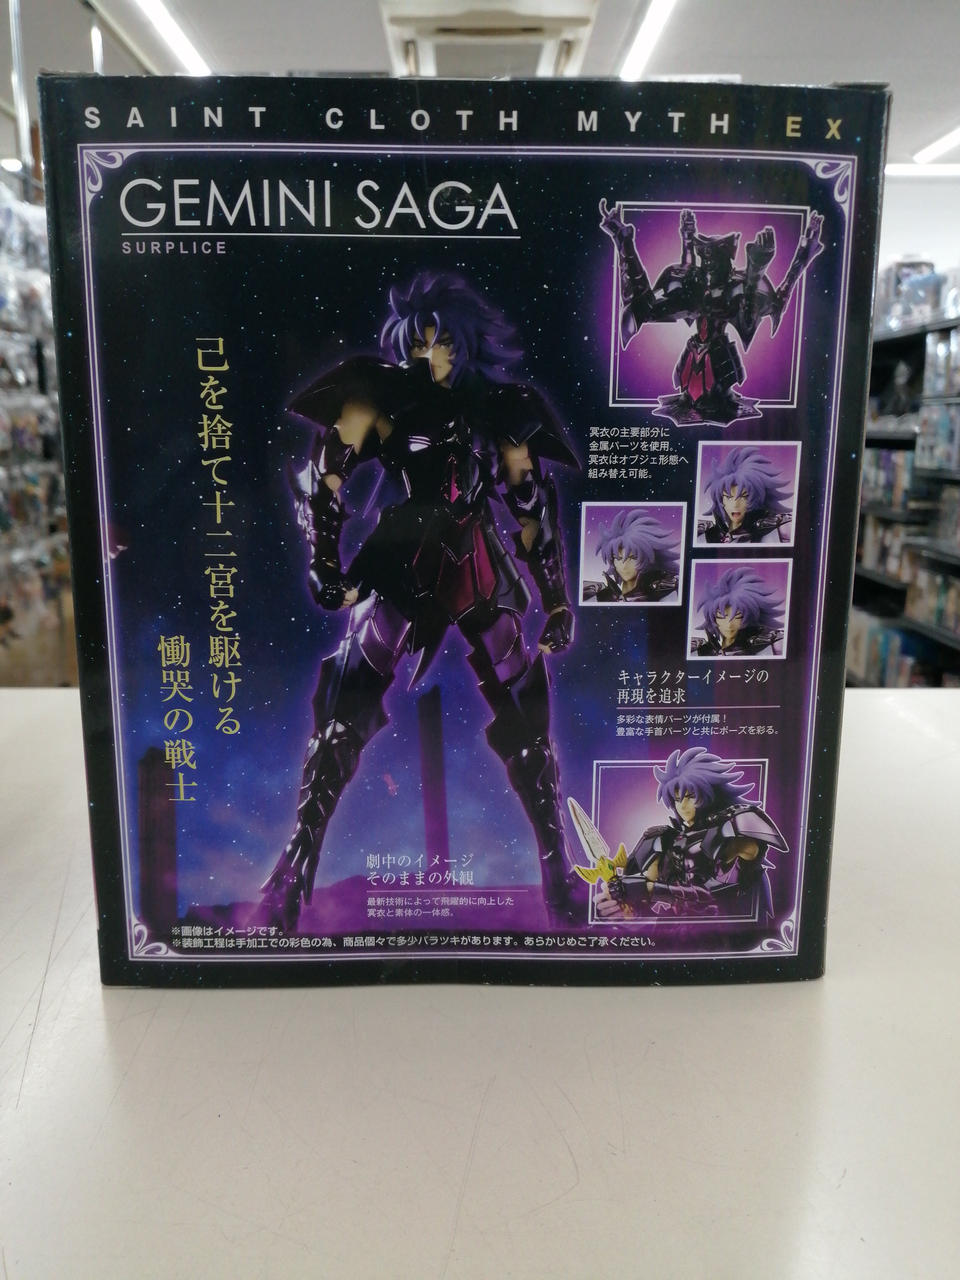 SAINT CLOTH MYTH EX
GEMINI SAGA
SURPLICE
己を捨て十二宮を駆ける
慟哭の戦士
冥衣の主要部分に
金属パーツを使用。
冥衣はオブジェ形態へ
組み替え可能。
キャラクターイメージの
再現を追求
多彩な表情パーツが付属！
豊富な手首パーツと共にポーズを彩る。
劇中のイメージ
そのままの外観
最新技術によって飛躍的に向上した
冥衣と素体の一体感。
※画像はイメージです。
※装飾工程は手加工での彩色の為、商品個々で多少バラツキがあります。あらかじめご了承ください。